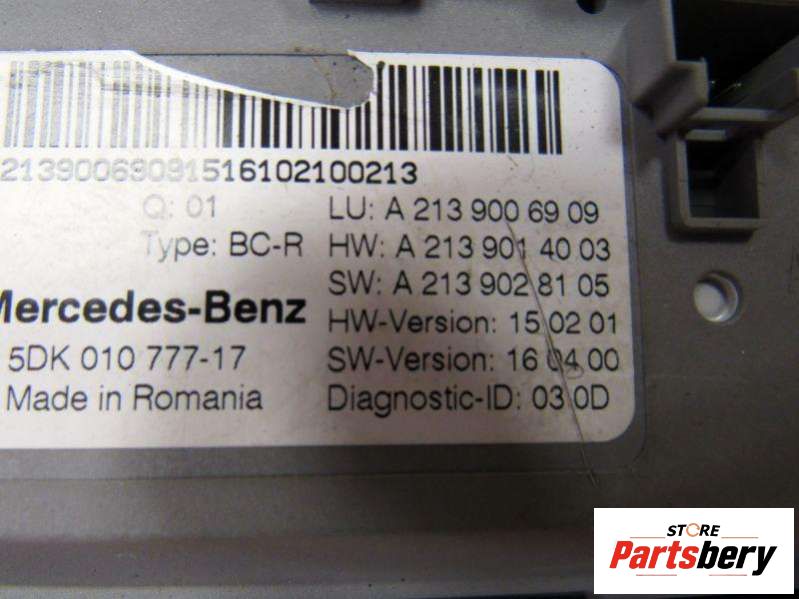 2139006909151610210​0213
Q: 01 LU: A 213 900 69 09
Type: BC-R HW: A 213 901 40 03
SW: A 213 902 81 05
Mercedes-Benz HW-Version: 15 02 01
5DK 010 777-17 SW-Version: 16 04 00
Made in Romania Diagnostic-ID: 03 0D
STORE
Partsbery